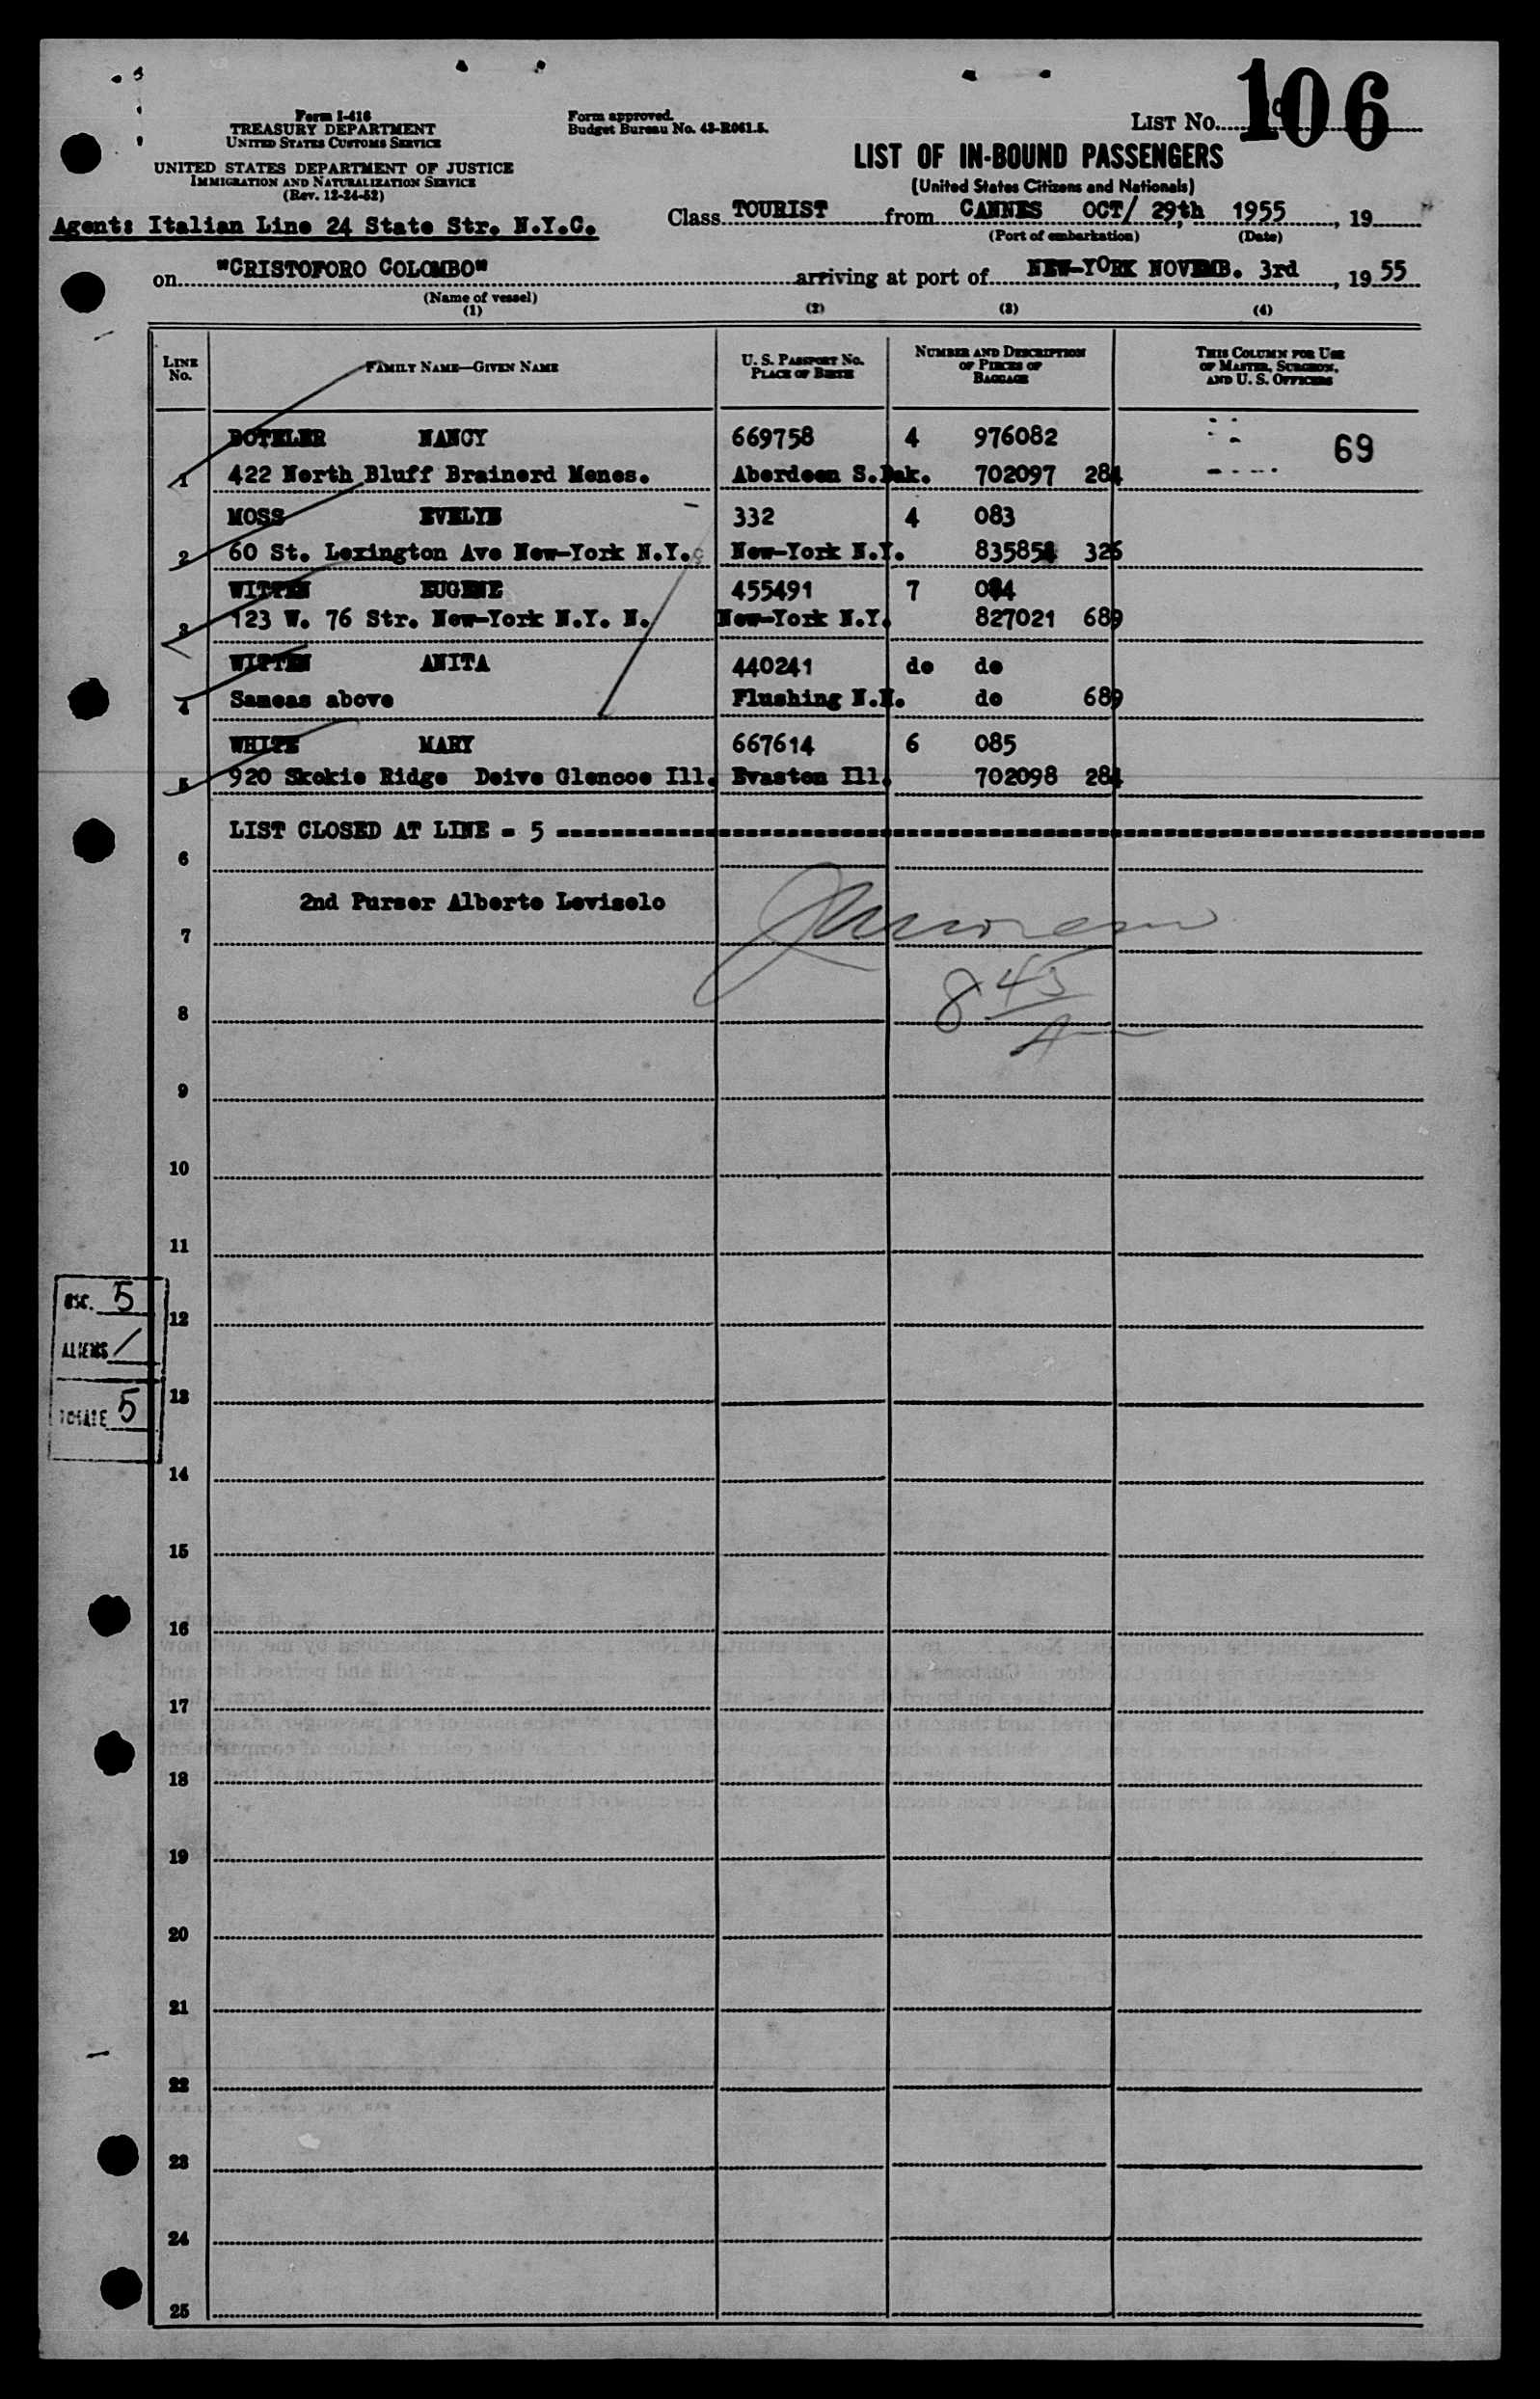 LIST No. 106
Form I-416
TREASURY DEPARTMENT
UNITED STATES CUSTOMS SERVICE
UNITED STATES DEPARTMENT OF JUSTICE
IMMIGRATION AND NATURALIZATION SERVICE
(Rev. 12-24-52)
Form approved.
Budget Bureau No. 43-R061.5.
LIST OF IN-BOUND PASSENGERS
(United States Citizens and Nationals)
Agent: Italian Line 24 State Str. N.Y.C.
Class TOURIST from CANNES OCT/ 29,th 1955, 19
(Port of embarkation) (Date)
on "CRISTOFORO COLOMBO" arriving at port of NEW-YORK NOVEMB. 3rd, 19 55
(Name of vessel)
(1) (2) (3) (4)
LINE No. FAMILY NAME—GIVEN NAME U. S. PASSPORT No. PLACE OF BIRTH NUMBER AND DESCRIPTION OF PIECES OF BAGGAGE THIS COLUMN FOR USE OF MASTER, SURGEON, AND U. S. OFFICERS
BOTELER NANCY 669758 4 976082 69
1 422 North Bluff Brainerd Menes. Aberdeen S.Dak. 702097 284
MOSS EVELYN 332 4 083
2 60 St. Lexington Ave New-York N.Y. New-York N.Y. 835854 326
WITTEN EUGENE 455491 7 084
3 123 W. 76 Str. New-York N.Y. N. New-York N.Y. 827021 689
WITTEN ANITA 440241 do do
4 Sameas above Flushing N.Y. do 689
WHITE MARY 667614 6 085
5 920 Skokie Ridge Deive Glencoe Ill. Evaston Ill. 702098 284
LIST CLOSED AT LINE = 5
6
2nd Purser Alberto Leviselo
7
8 45
8
9
10
11
USC. 5
12
ALIENS /
13
TOTALE 5
14
15
16
17
18
19
20
21
22
23
24
25